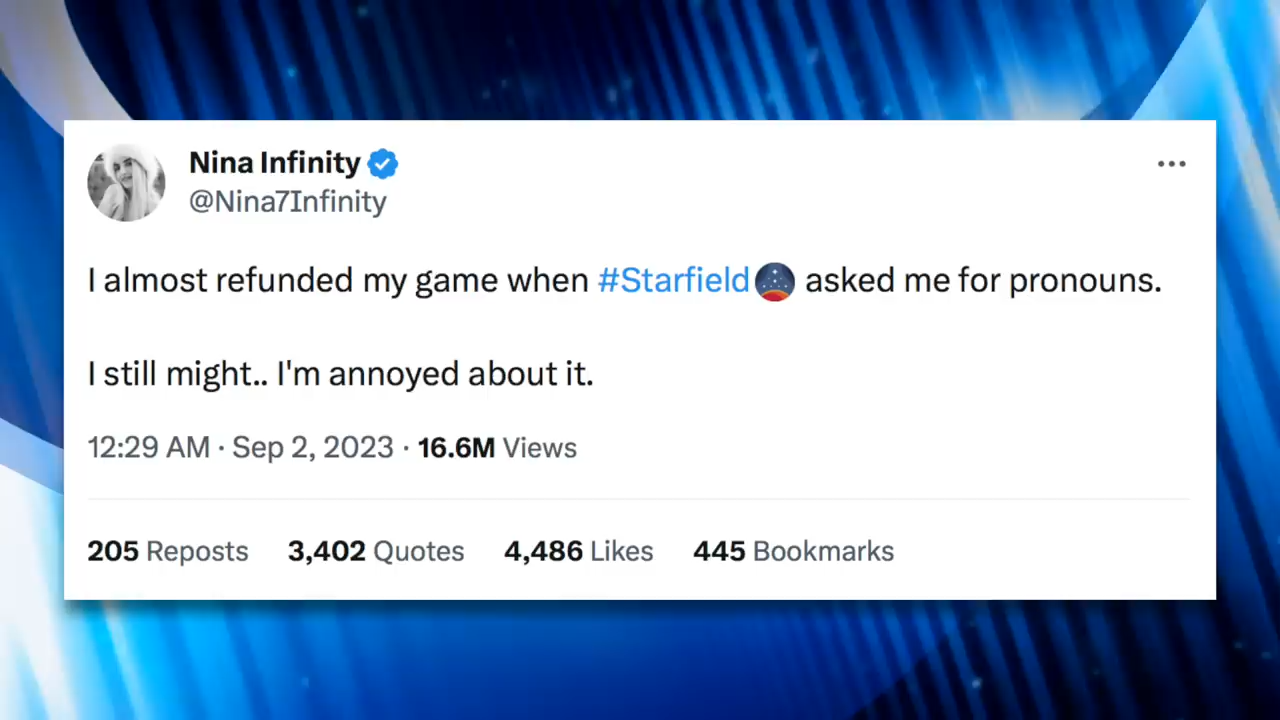 Nina Infinity
@Nina7Infinity
I almost refunded my game when #Starfield asked me for pronouns.
I still might.. I'm annoyed about it.
12:29 AM · Sep 2, 2023 · 16.6M Views
205 Reposts 3,402 Quotes 4,486 Likes 445 Bookmarks